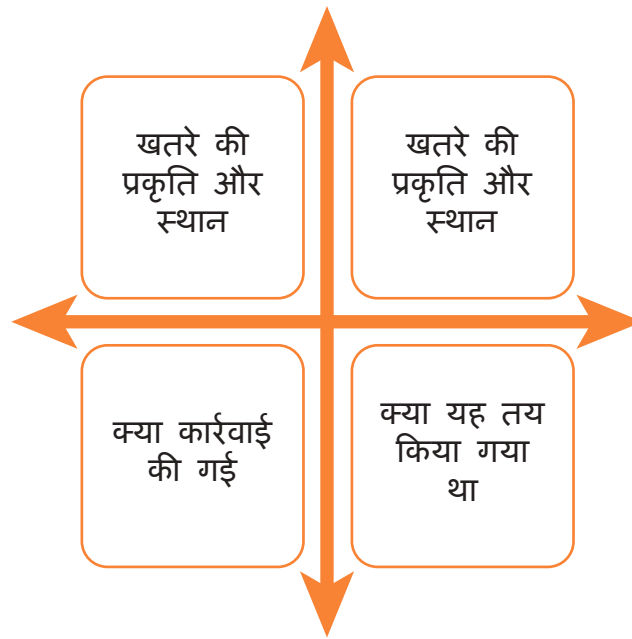 खतरे की
प्रकृति और
स्थान
खतरे की
प्रकृति और
स्थान
क्या कार्रवाई
की गई
क्या यह तय
किया गया
था